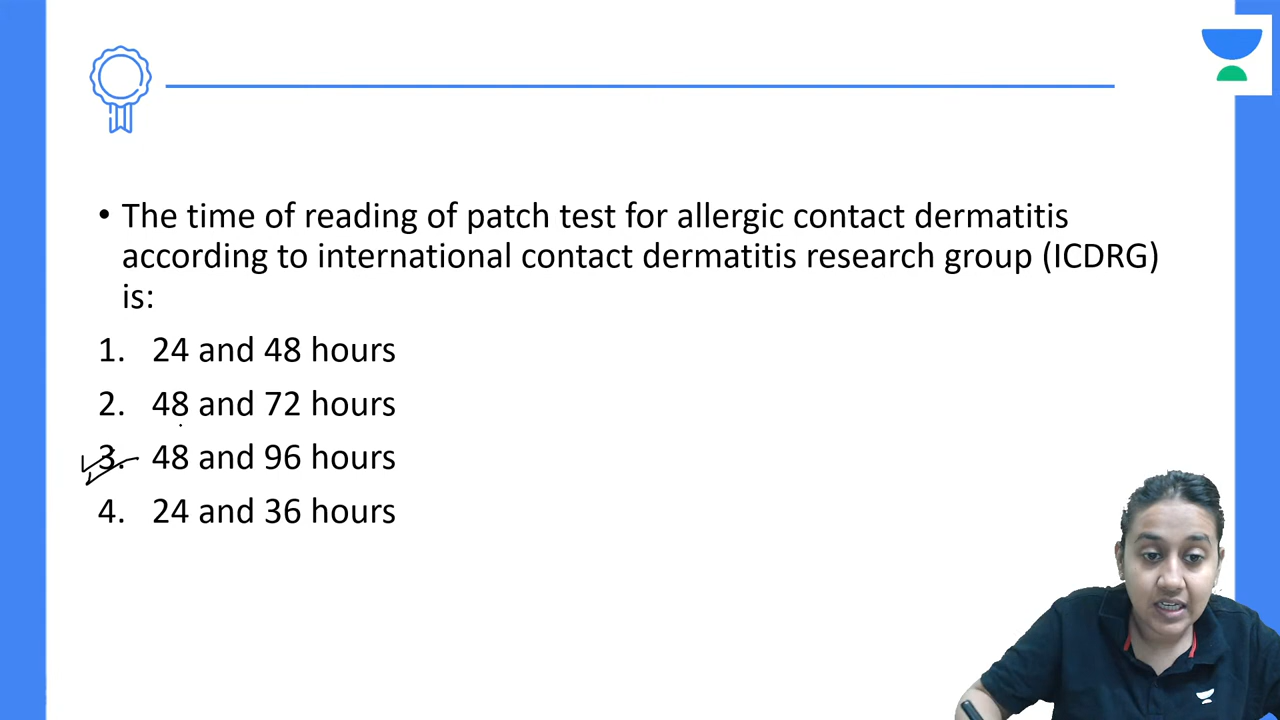 • The time of reading of patch test for allergic contact dermatitis
according to international contact dermatitis research group (ICDRG)
is:
1. 24 and 48 hours
2. 48 and 72 hours
3. 48 and 96 hours
4. 24 and 36 hours